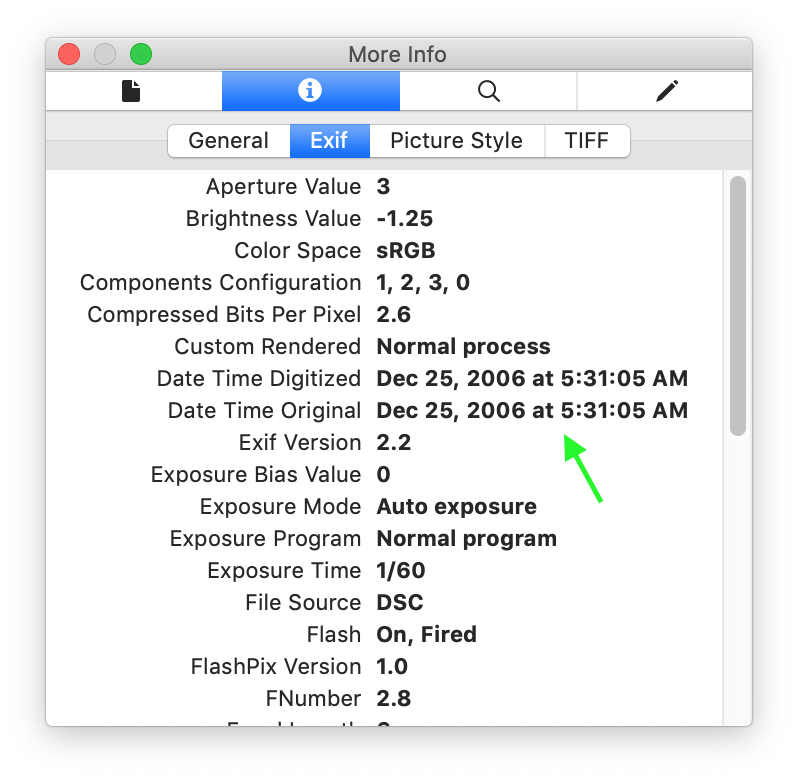 More Info
General Exif Picture Style TIFF
Aperture Value 3
Brightness Value -1.25
Color Space sRGB
Components Configuration 1, 2, 3, 0
Compressed Bits Per Pixel 2.6
Custom Rendered Normal process
Date Time Digitized Dec 25, 2006 at 5:31:05 AM
Date Time Original Dec 25, 2006 at 5:31:05 AM
Exif Version 2.2
Exposure Bias Value 0
Exposure Mode Auto exposure
Exposure Program Normal program
Exposure Time 1/60
File Source DSC
Flash On, Fired
FlashPix Version 1.0
FNumber 2.8